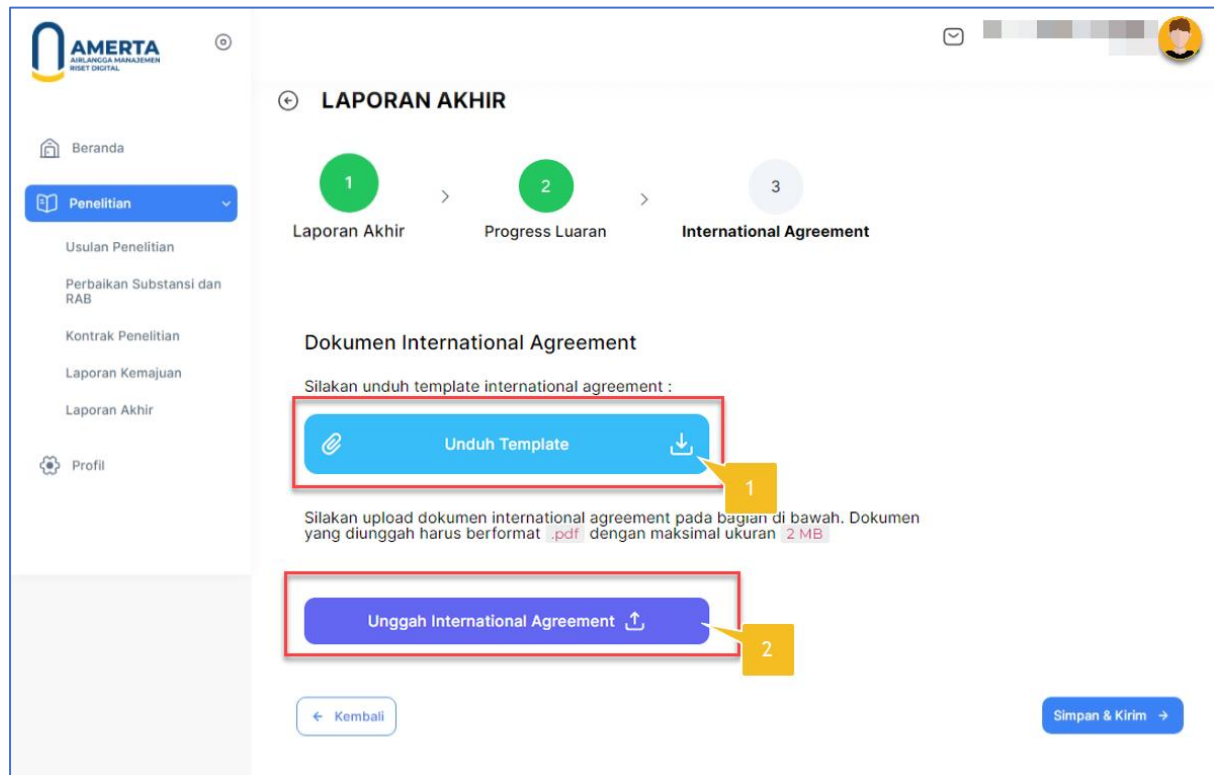 AMERTA
AIRLANGGA MANAJEMEN
RISET DIGITAL
Beranda
Penelitian
Usulan Penelitian
Perbaikan Substansi dan
RAB
Kontrak Penelitian
Laporan Kemajuan
Laporan Akhir
Profil
LAPORAN AKHIR
1
2
3
Laporan Akhir
Progress Luaran
International Agreement
Dokumen International Agreement
Silakan unduh template international agreement :
Unduh Template
1
Silakan upload dokumen international agreement pada bagian di bawah. Dokumen
yang diunggah harus berformat .pdf dengan maksimal ukuran 2 MB
Unggah International Agreement
2
Kembali
Simpan & Kirim